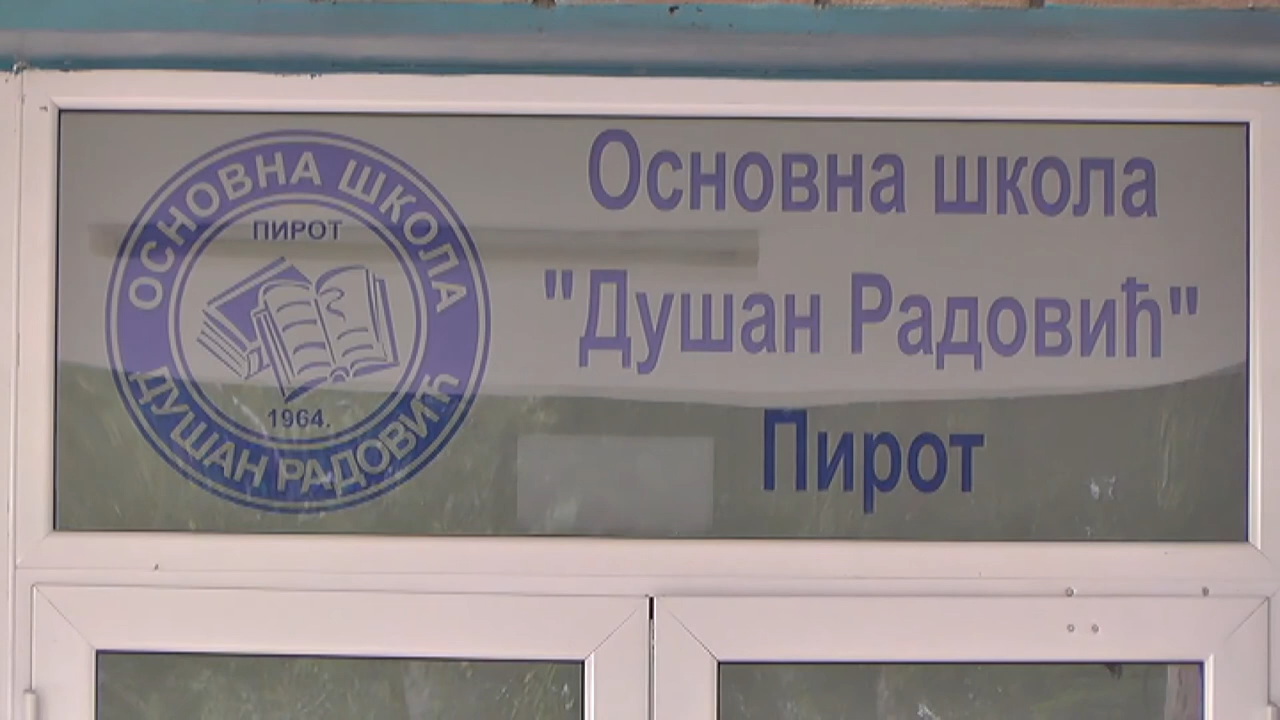 ОСНОВНА ШКОЛА
ПИРОТ
1964.
ДУШАН РАДОВИЋ
Основна школа
"Душан Радовић"
Пирот